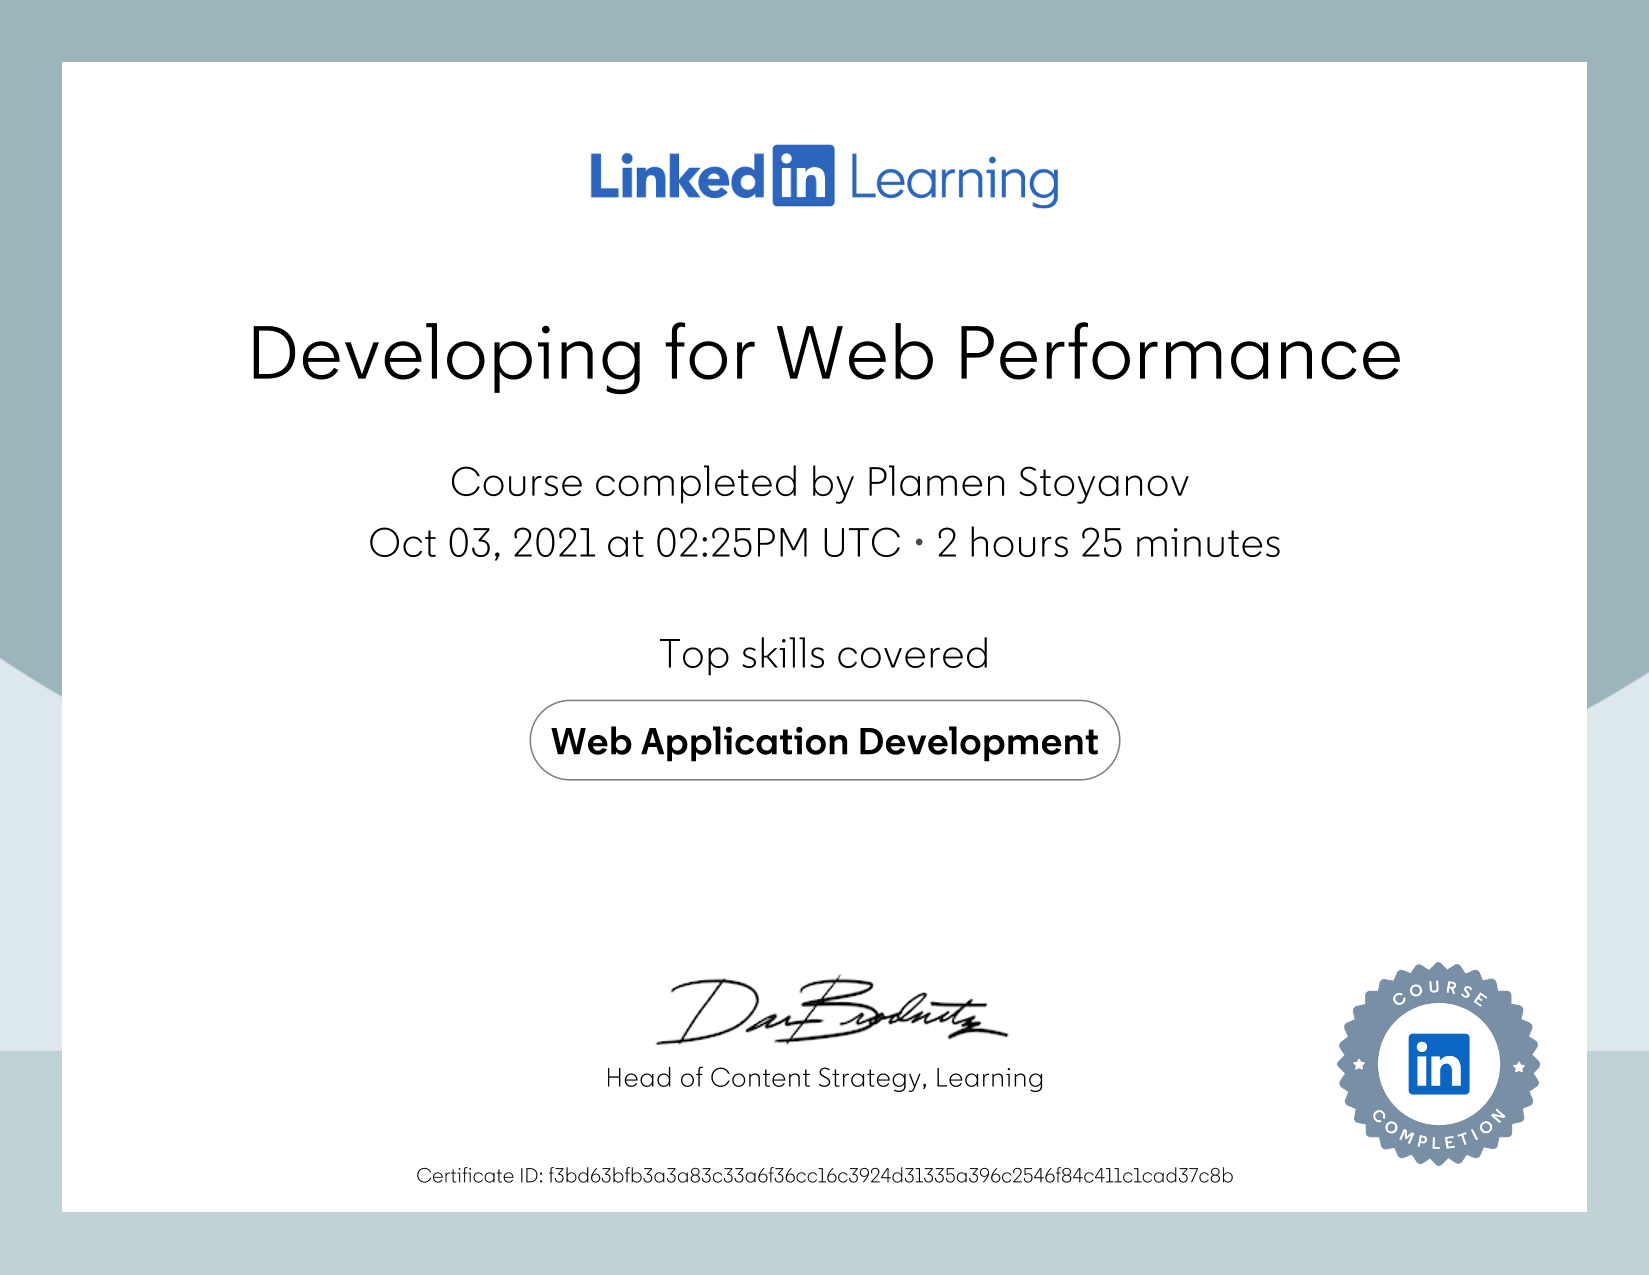 Linked in Learning
Developing for Web Performance
Course completed by Plamen Stoyanov
Oct 03, 2021 at 02:25PM UTC • 2 hours 25 minutes
Top skills covered
Web Application Development
Dan Brodnitz
Head of Content Strategy, Learning
COURSE
in
COMPLETION
Certificate ID: f3bd63bfb3a3a83c33a6f36cc16c3924d31335a396c2546f84c411c1cad37c8b